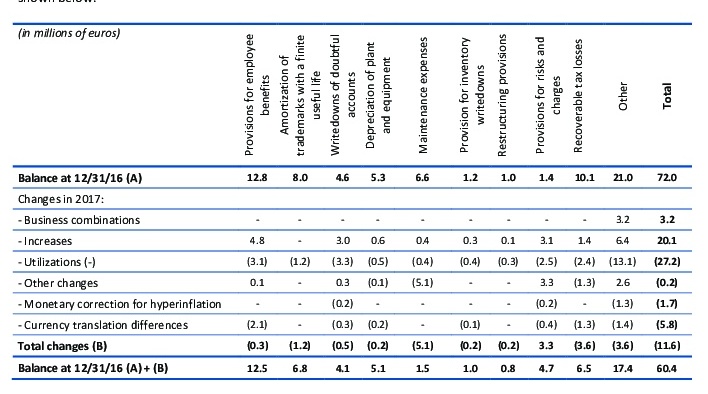 shown below:
(in millions of euros) Provisions for employee benefits Amortization of trademarks with a finite useful life Writedowns of doubtful accounts Depreciation of plant and equipment Maintenance expenses Provision for inventory writedowns Restructuring provisions Provisions for risks and charges Recoverable tax losses Other Total
Balance at 12/31/16 (A) 12.8 8.0 4.6 5.3 6.6 1.2 1.0 1.4 10.1 21.0 72.0
Changes in 2017:
- Business combinations - - - - - - - - - 3.2 3.2
- Increases 4.8 - 3.0 0.6 0.4 0.3 0.1 3.1 1.4 6.4 20.1
- Utilizations (-) (3.1) (1.2) (3.3) (0.5) (0.4) (0.4) (0.3) (2.5) (2.4) (13.1) (27.2)
- Other changes 0.1 - 0.3 (0.1) (5.1) - - 3.3 (1.3) 2.6 (0.2)
- Monetary correction for hyperinflation - - (0.2) - - - - (0.2) - (1.3) (1.7)
- Currency translation differences (2.1) - (0.3) (0.2) - (0.1) - (0.4) (1.3) (1.4) (5.8)
Total changes (B) (0.3) (1.2) (0.5) (0.2) (5.1) (0.2) (0.2) 3.3 (3.6) (3.6) (11.6)
Balance at 12/31/16 (A) + (B) 12.5 6.8 4.1 5.1 1.5 1.0 0.8 4.7 6.5 17.4 60.4